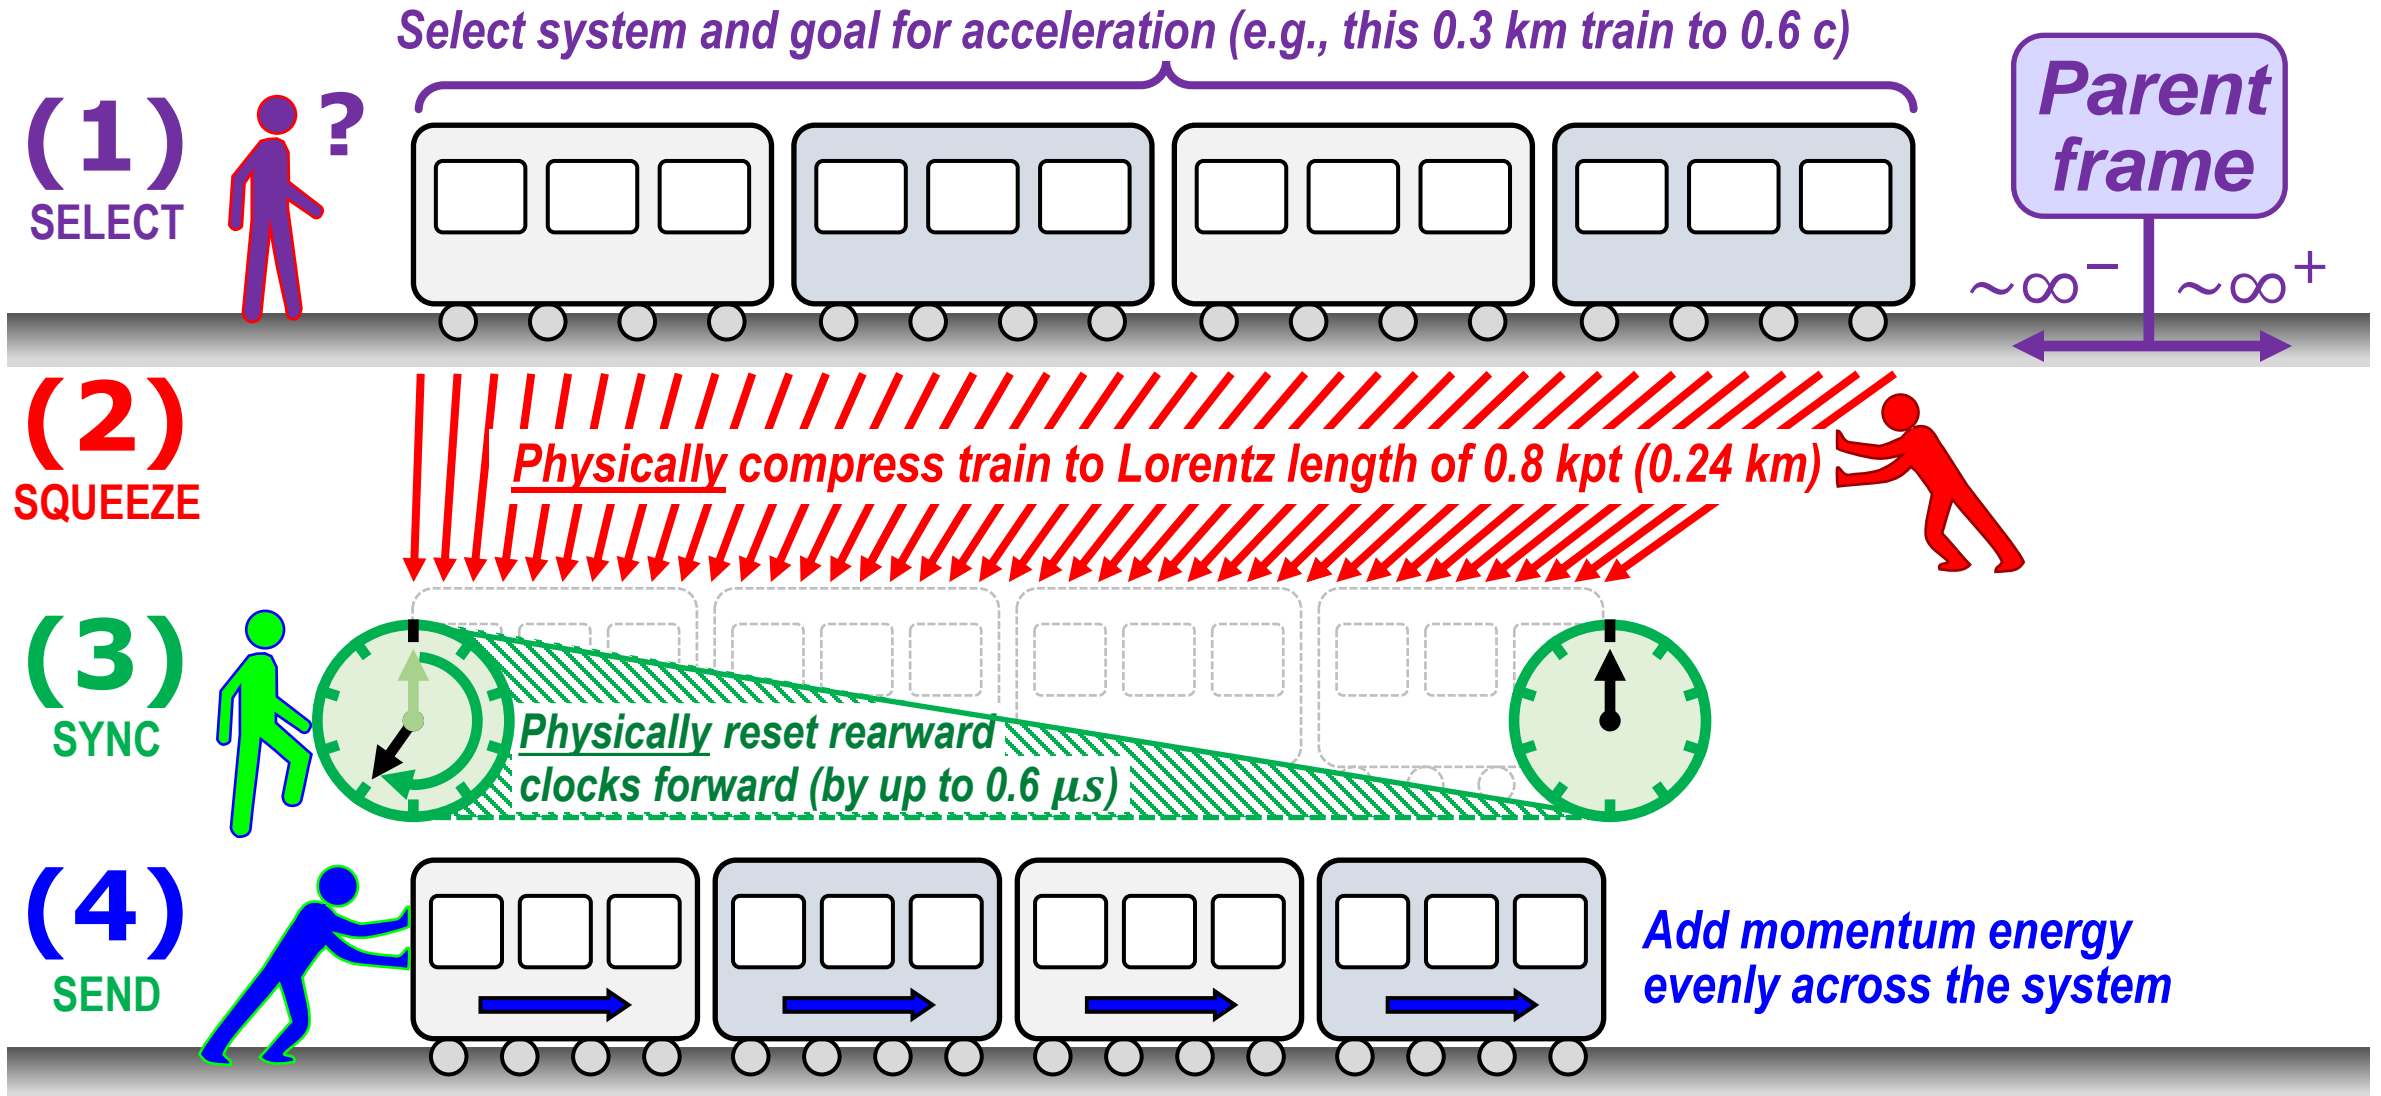 Select system and goal for acceleration (e.g., this 0.3 km train to 0.6 c)
(1)
SELECT
?
Parent
frame
~∞⁻ ~∞⁺
(2)
SQUEEZE
Physically compress train to Lorentz length of 0.8 kpt (0.24 km)
(3)
SYNC
Physically reset rearward
clocks forward (by up to 0.6 μs)
(4)
SEND
Add momentum energy
evenly across the system